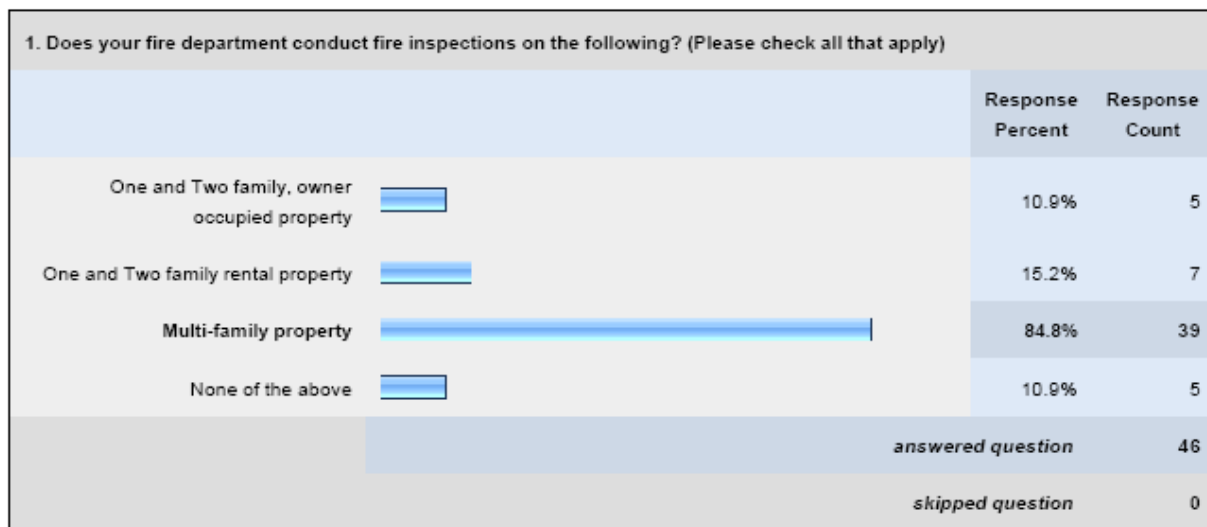 1. Does your fire department conduct fire inspections on the following? (Please check all that apply)
Response Percent
Response Count
One and Two family, owner
occupied property
10.9%
5
One and Two family rental property
15.2%
7
Multi-family property
84.8%
39
None of the above
10.9%
5
answered question
46
skipped question
0